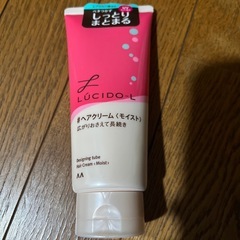 しっとり
まとまる
L
LÚCIDO-L
#ヘアクリーム〈モイスト〉
広がりおさえて長続き
Designing tube
Hair Cream <Moist>